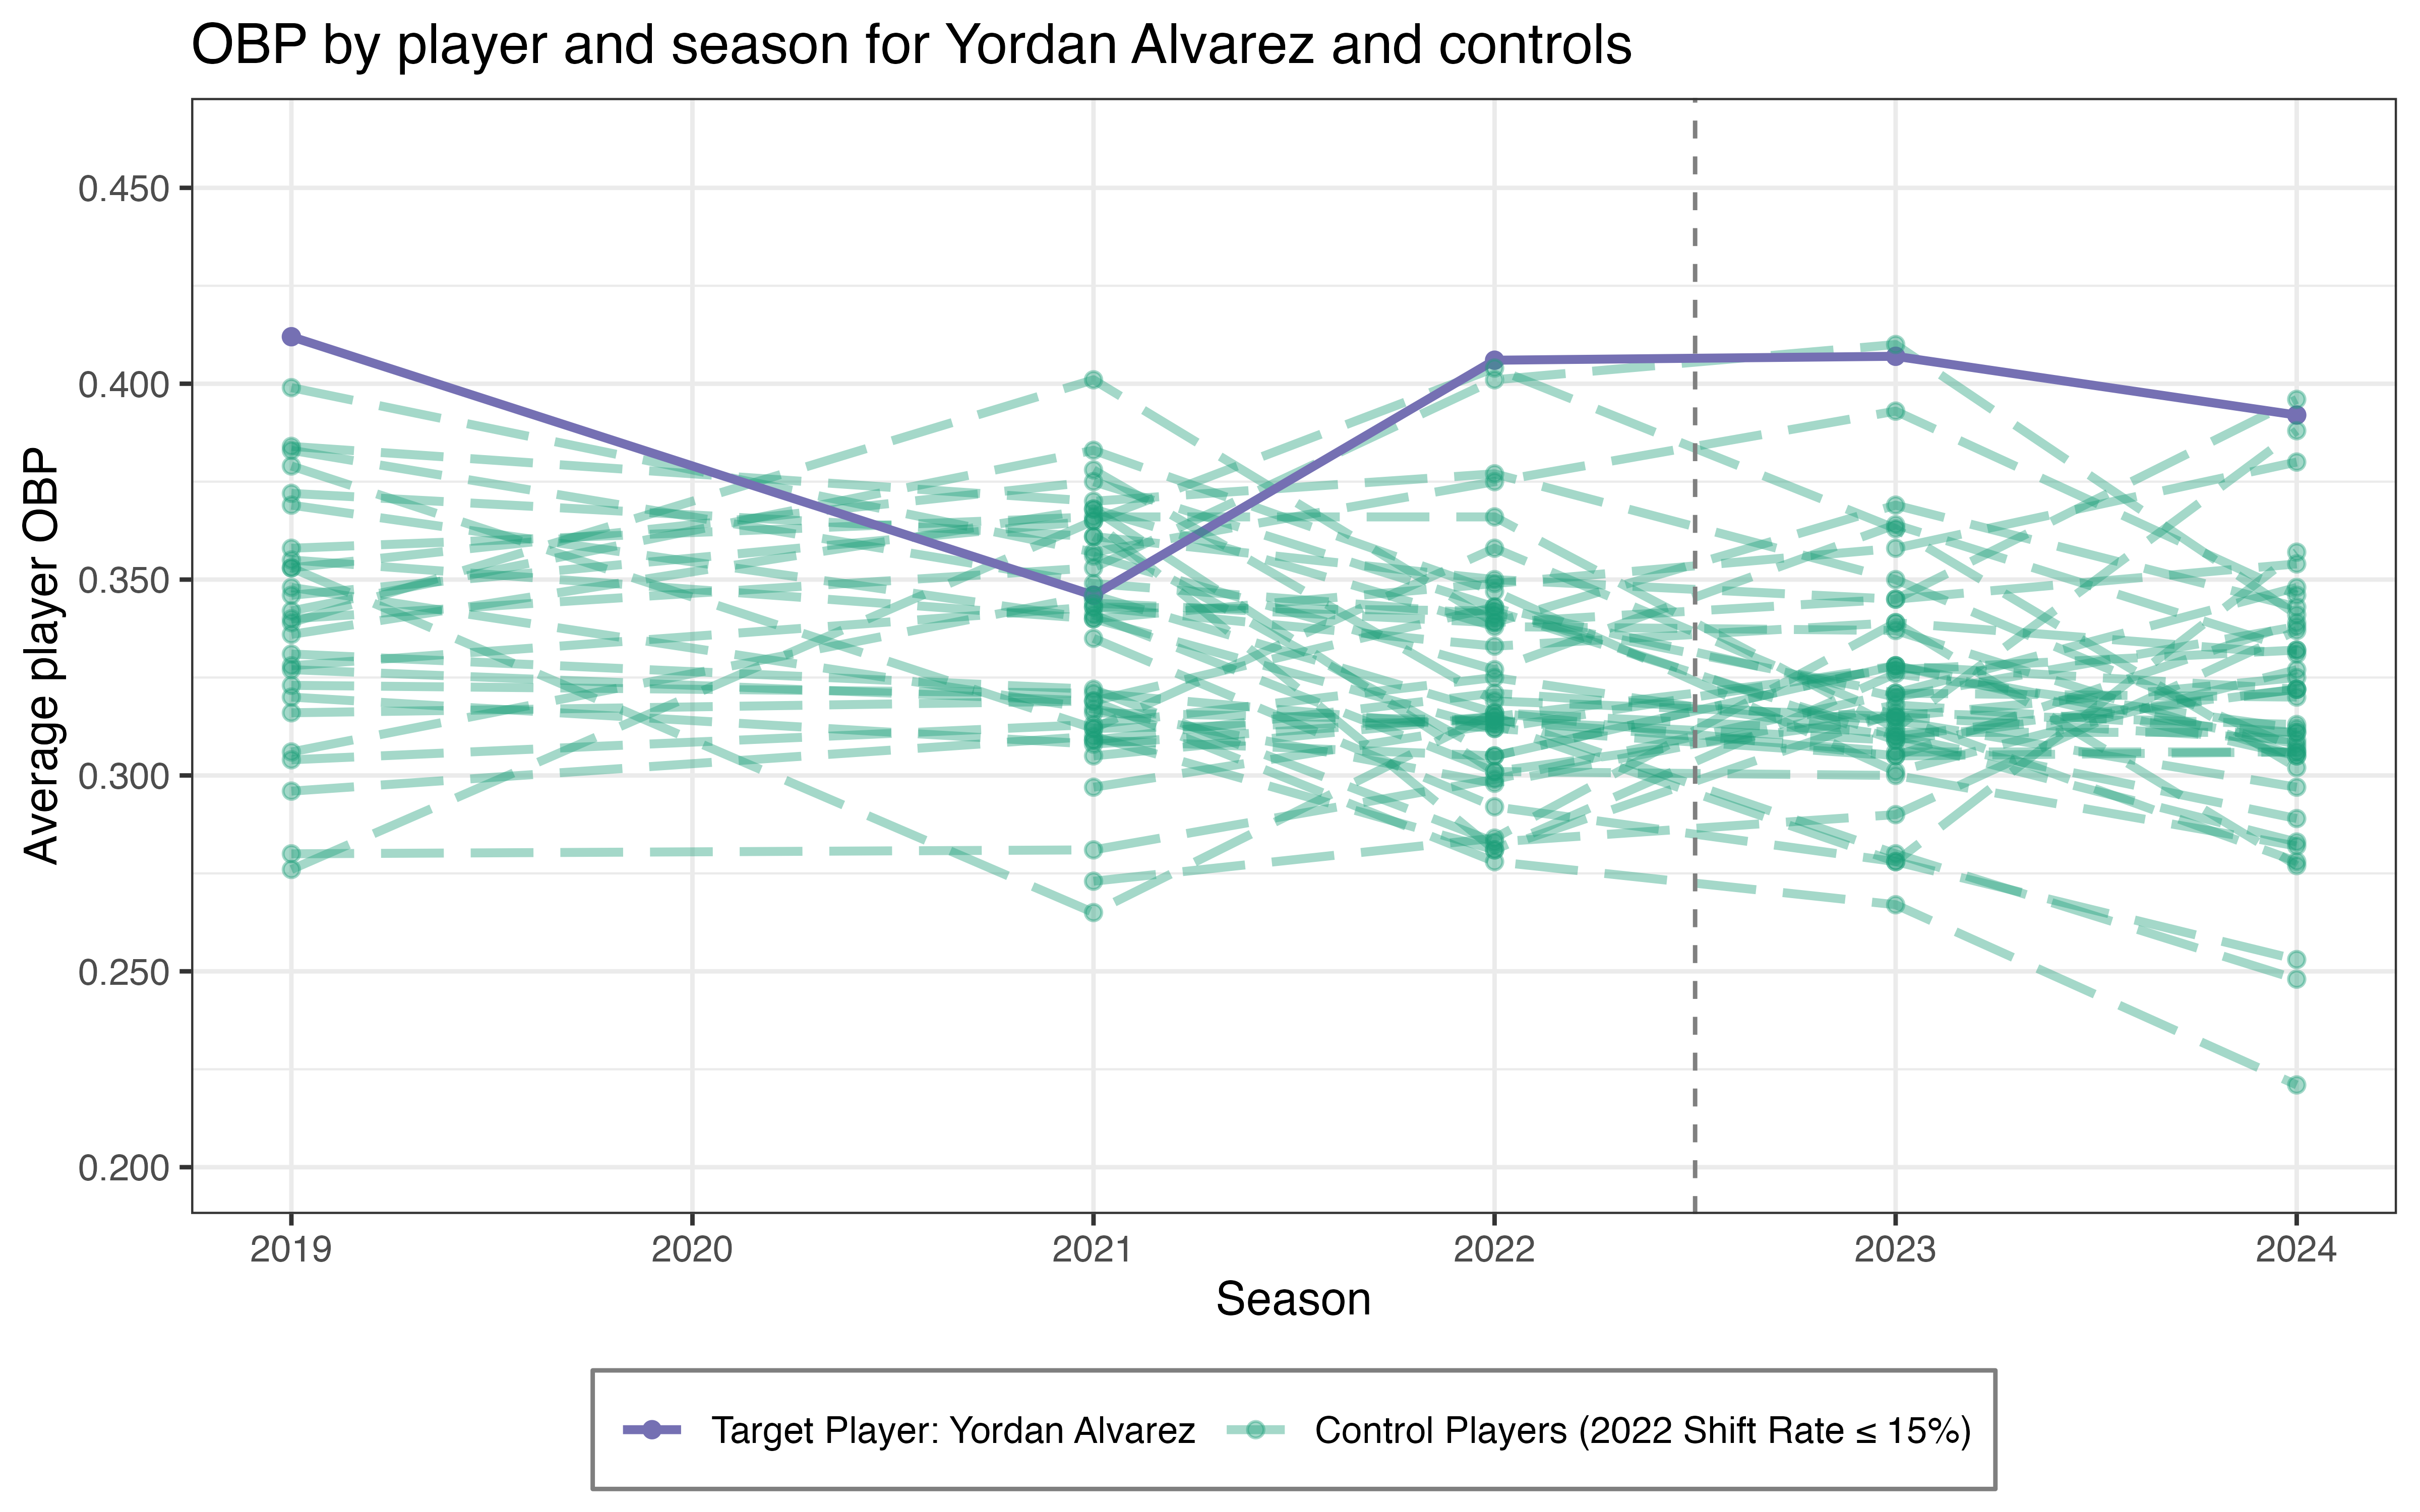 OBP by player and season for Yordan Alvarez and controls
Average player OBP
0.450
0.400
0.350
0.300
0.250
0.200
2019 2020 2021 2022 2023 2024
Season
Target Player: Yordan Alvarez Control Players (2022 Shift Rate ≤ 15%)